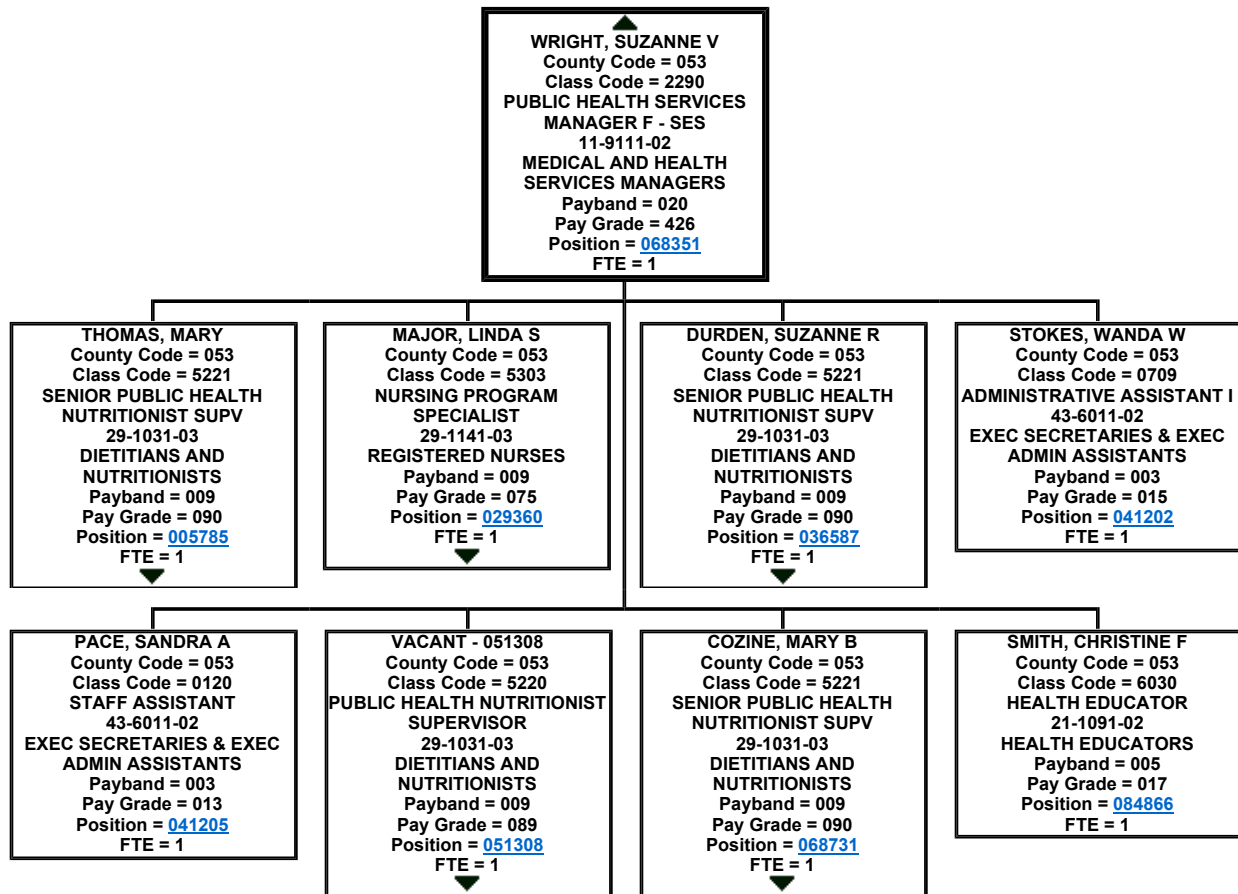 WRIGHT, SUZANNE V
County Code = 053
Class Code = 2290
PUBLIC HEALTH SERVICES
MANAGER F - SES
11-9111-02
MEDICAL AND HEALTH
SERVICES MANAGERS
Payband = 020
Pay Grade = 426
Position = 068351
FTE = 1
THOMAS, MARY
County Code = 053
Class Code = 5221
SENIOR PUBLIC HEALTH
NUTRITIONIST SUPV
29-1031-03
DIETITIANS AND
NUTRITIONISTS
Payband = 009
Pay Grade = 090
Position = 005785
FTE = 1
MAJOR, LINDA S
County Code = 053
Class Code = 5303
NURSING PROGRAM
SPECIALIST
29-1141-03
REGISTERED NURSES
Payband = 009
Pay Grade = 075
Position = 029360
FTE = 1
DURDEN, SUZANNE R
County Code = 053
Class Code = 5221
SENIOR PUBLIC HEALTH
NUTRITIONIST SUPV
29-1031-03
DIETITIANS AND
NUTRITIONISTS
Payband = 009
Pay Grade = 090
Position = 036587
FTE = 1
STOKES, WANDA W
County Code = 053
Class Code = 0709
ADMINISTRATIVE ASSISTANT I
43-6011-02
EXEC SECRETARIES & EXEC
ADMIN ASSISTANTS
Payband = 003
Pay Grade = 015
Position = 041202
FTE = 1
PACE, SANDRA A
County Code = 053
Class Code = 0120
STAFF ASSISTANT
43-6011-02
EXEC SECRETARIES & EXEC
ADMIN ASSISTANTS
Payband = 003
Pay Grade = 013
Position = 041205
FTE = 1
VACANT - 051308
County Code = 053
Class Code = 5220
PUBLIC HEALTH NUTRITIONIST
SUPERVISOR
29-1031-03
DIETITIANS AND
NUTRITIONISTS
Payband = 009
Pay Grade = 089
Position = 051308
FTE = 1
COZINE, MARY B
County Code = 053
Class Code = 5221
SENIOR PUBLIC HEALTH
NUTRITIONIST SUPV
29-1031-03
DIETITIANS AND
NUTRITIONISTS
Payband = 009
Pay Grade = 090
Position = 068731
FTE = 1
SMITH, CHRISTINE F
County Code = 053
Class Code = 6030
HEALTH EDUCATOR
21-1091-02
HEALTH EDUCATORS
Payband = 005
Pay Grade = 017
Position = 084866
FTE = 1